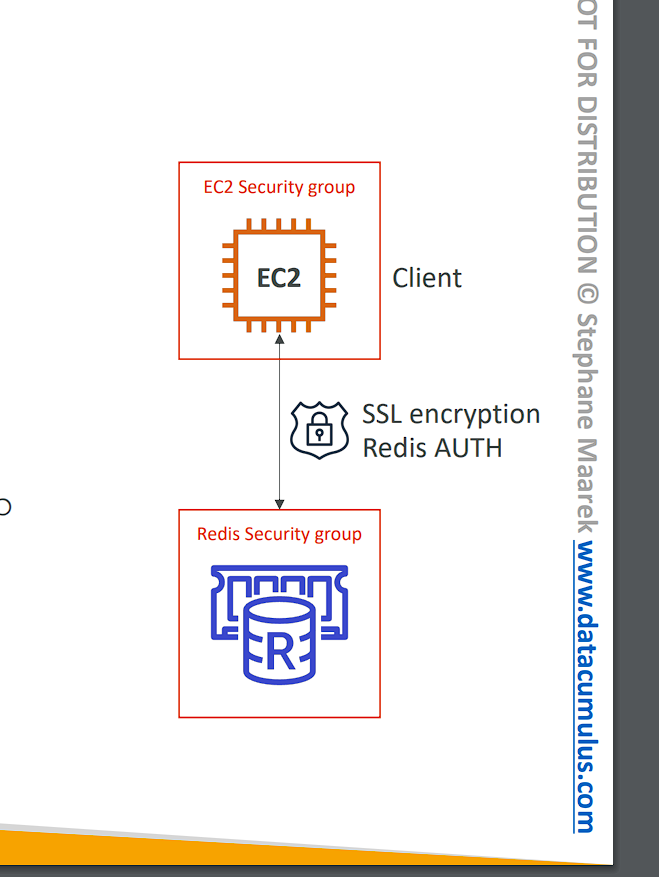 EC2 Security group
EC2
Client
SSL encryption
Redis AUTH
Redis Security group
R
FOR DISTRIBUTION © Stephane Maarek www.datacumulus.com